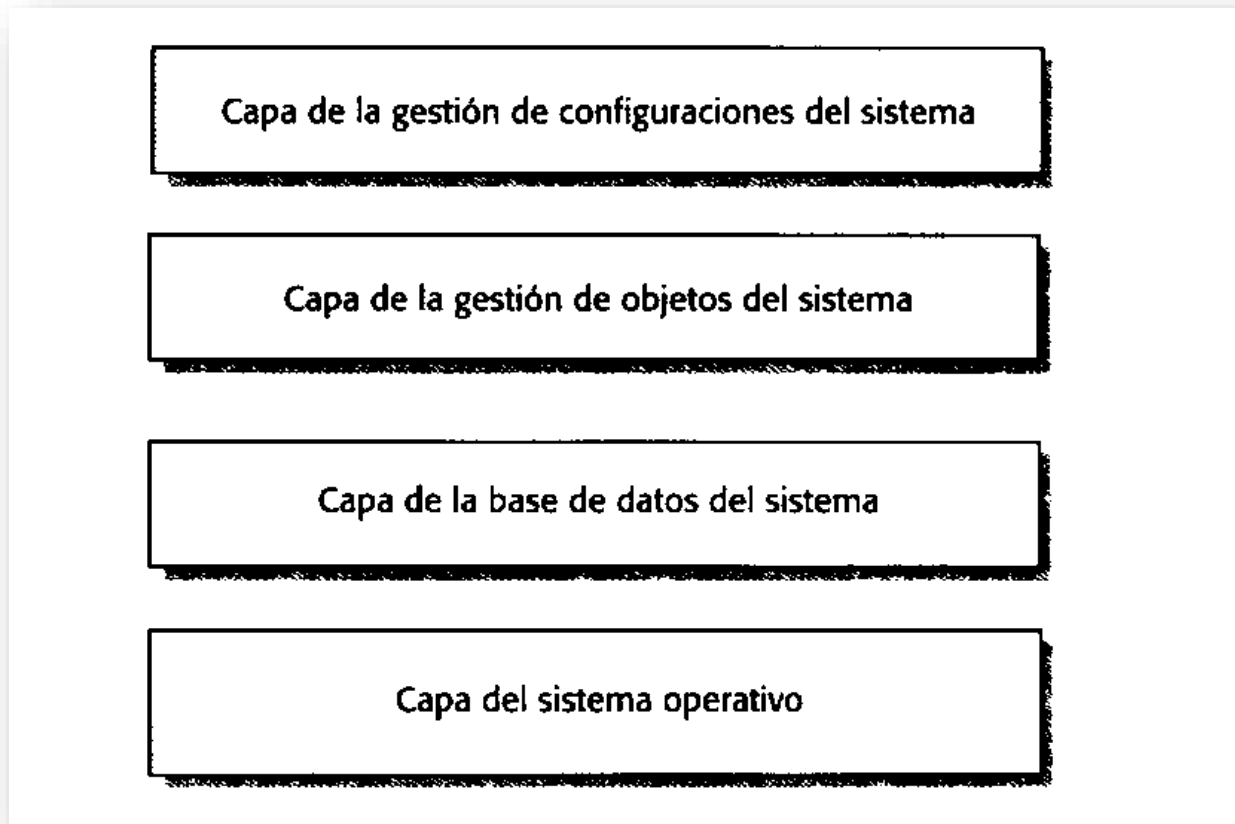 Capa de la gestión de configuraciones del sistema
Capa de la gestión de objetos del sistema
Capa de la base de datos del sistema
Capa del sistema operativo